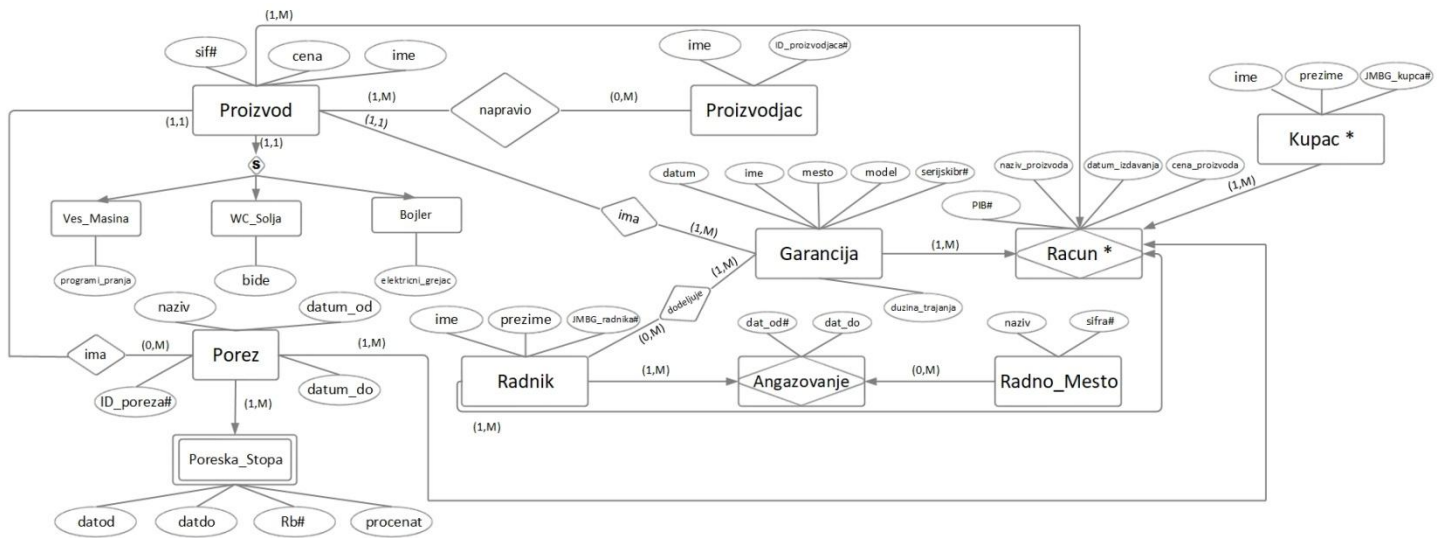 (1,M)
sif#
cena
ime
ime
ID_proizvodjaca#
ime
prezime
JMBG_kupca#
Proizvod
(1,M)
napravio
(0,M)
Proizvodjac
(1,1)
(1,1)
(1,1)
Kupac *
S
datum
ime
mesto
model
serijskibr#
naziv_proizvoda
datum_izdavanja
cena_proizvoda
(1,M)
PIB#
Ves_Masina
WC_Solja
Bojler
ima
(1,M)
Garancija
(1,M)
Racun *
programi_pranja
bide
elektricni_grejac
(1,M)
dodeljuje
duzina_trajanja
naziv
datum_od
ime
prezime
JMBG_radnika#
(0,M)
dat_od#
dat_do
naziv
sifra#
ima
(0,M)
Porez
(1,M)
Radnik
(1,M)
Angazovanje
(0,M)
Radno_Mesto
ID_poreza#
datum_do
(1,M)
(1,M)
Poreska_Stopa
datod
datdo
Rb#
procenat